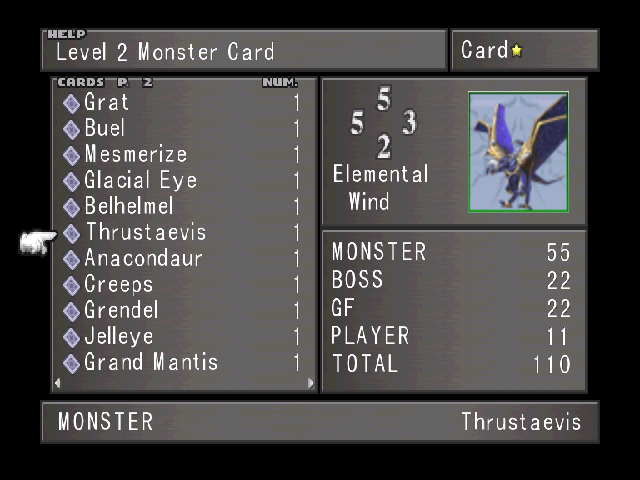 HELP
Level 2 Monster Card
Card
CARDS P. 2 NUM.
Grat 1
Buel 1
Mesmerize 1
Glacial Eye 1
Belhelmel 1
Thrustaevis 1
Anacondaur 1
Creeps 1
Grendel 1
Jelleye 1
Grand Mantis 1
5
5 3
2
Elemental
Wind
MONSTER 55
BOSS 22
GF 22
PLAYER 11
TOTAL 110
MONSTER Thrustaevis